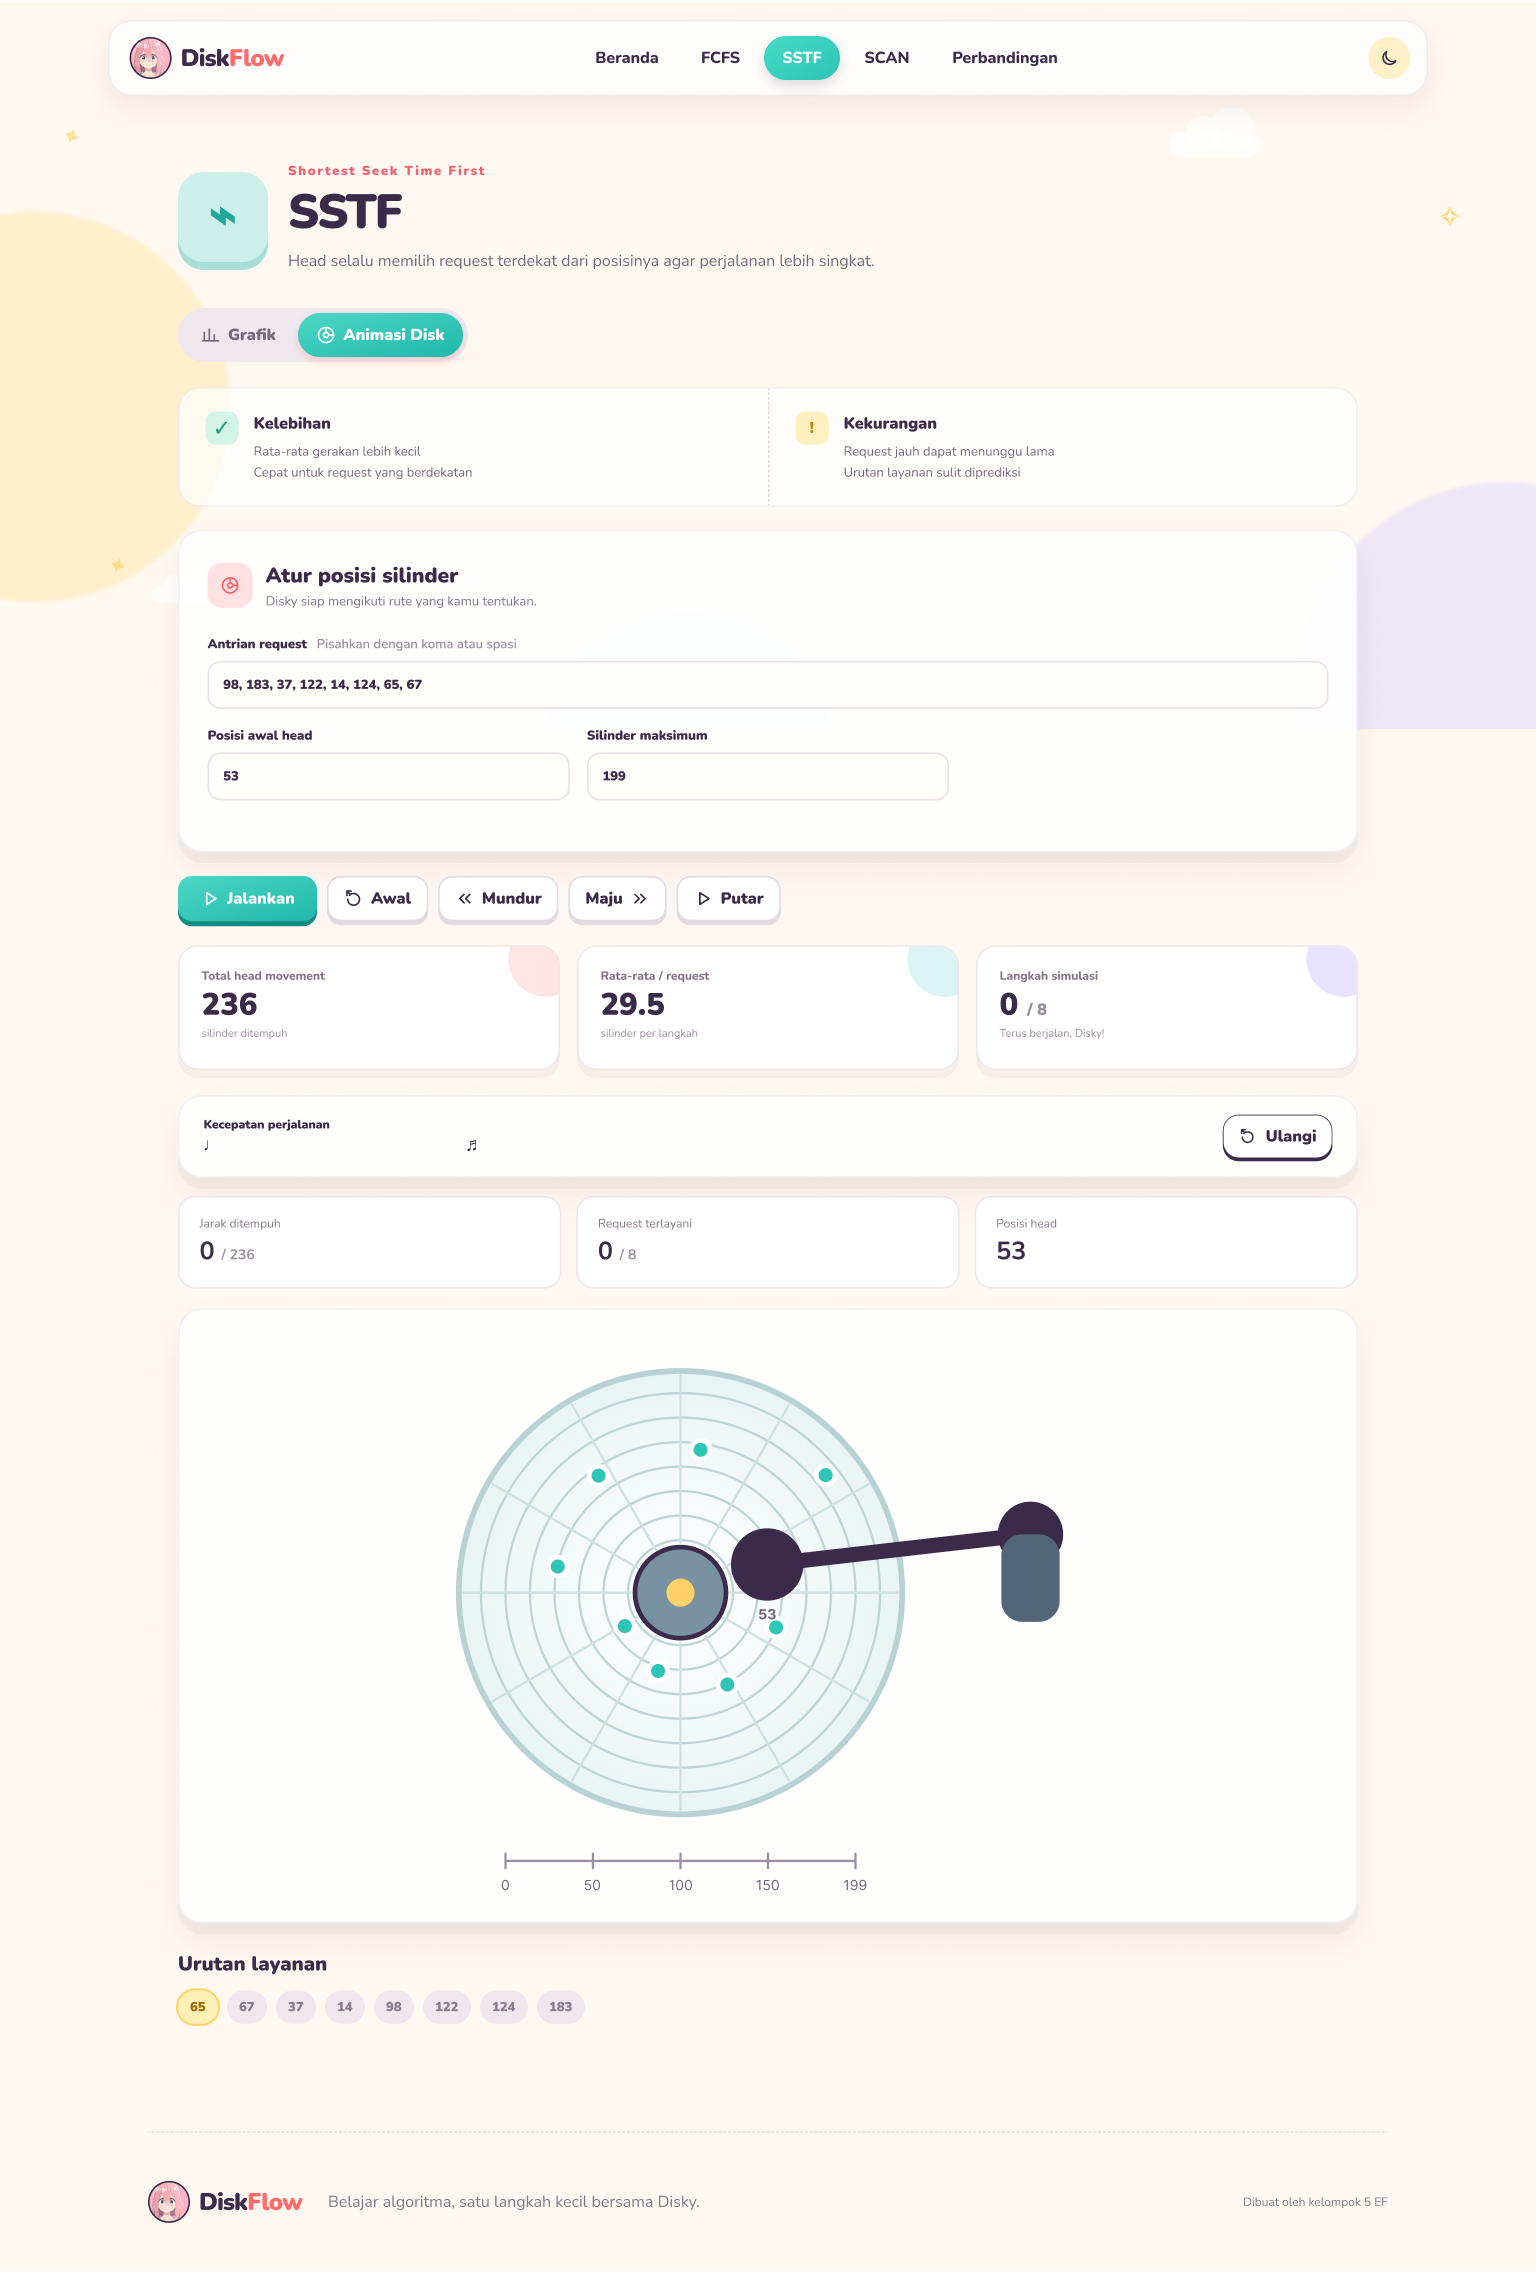 DiskFlow
Beranda
FCFS
SSTF
SCAN
Perbandingan
Shortest Seek Time First
SSTF
Head selalu memilih request terdekat dari posisinya agar perjalanan lebih singkat.
Grafik
Animasi Disk
✓ Kelebihan
Rata-rata gerakan lebih kecil
Cepat untuk request yang berdekatan
! Kekurangan
Request jauh dapat menunggu lama
Urutan layanan sulit diprediksi
Atur posisi silinder
Disky siap mengikuti rute yang kamu tentukan.
Antrian request Pisahkan dengan koma atau spasi
98, 183, 37, 122, 14, 124, 65, 67
Posisi awal head
53
Silinder maksimum
199
Jalankan
Awal
Mundur
Maju
Putar
Total head movement
236
silinder ditempuh
Rata-rata / request
29.5
silinder per langkah
Langkah simulasi
0 / 8
Terus berjalan, Disky!
Kecepatan perjalanan
♩ ♬
Ulangi
Jarak ditempuh
0 / 236
Request terlayani
0 / 8
Posisi head
53
53
0 50 100 150 199
Urutan layanan
65 67 37 14 98 122 124 183
DiskFlow
Belajar algoritma, satu langkah kecil bersama Disky.
Dibuat oleh kelompok 5 EF